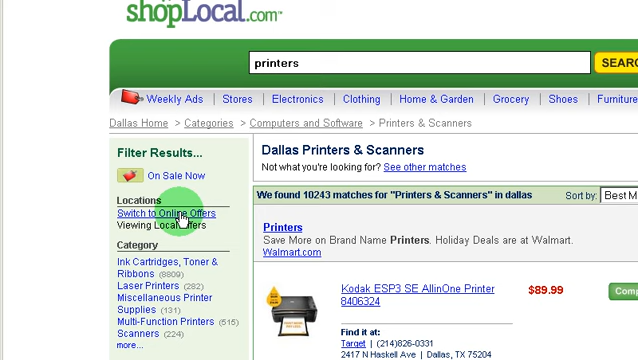 shopLocal.com™
printers
Weekly Ads | Stores | Electronics | Clothing | Home & Garden | Grocery | Shoes | Furniture
Dallas Home > Categories > Computers and Software > Printers & Scanners
Filter Results...
On Sale Now
Locations
Switch to Online Offers
Viewing Local Offers
Category
Ink Cartridges, Toner &
Ribbons (8809)
Laser Printers (282)
Miscellaneous Printer
Supplies (131)
Multi-Function Printers (515)
Scanners (224)
more...
Dallas Printers & Scanners
Not what you're looking for? See other matches
We found 10243 matches for "Printers & Scanners" in dallas
Sort by:
Printers
Save More on Brand Name Printers. Holiday Deals are at Walmart.
Walmart.com
Kodak ESP3 SE AllinOne Printer
8406324
$89.99
Find it at:
Target | (214)826-0331
2417 N Haskell Ave | Dallas, TX 75204